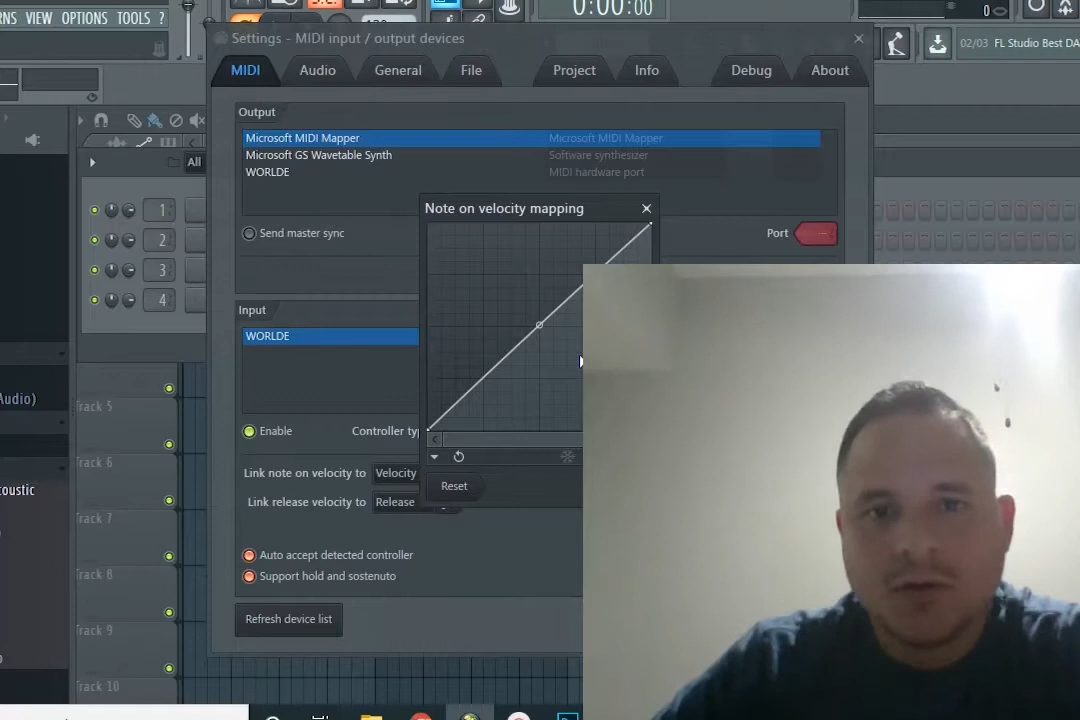 VIEW OPTIONS TOOLS ?
0:00:00
0
Settings - MIDI input / output devices
02/03 FL Studio Best DA
MIDI Audio General File Project Info Debug About
Output
Microsoft MIDI Mapper Microsoft MIDI Mapper
Microsoft GS Wavetable Synth Software synthesizer
WORLDE MIDI hardware port
All
Note on velocity mapping
1
Send master sync Port ---
2
3
4
Input
WORLDE
Track 5
Audio)
Enable Controller ty
Track 6
Link note on velocity to Velocity
Reset
coustic
Link release velocity to Release
Track 7
Auto accept detected controller
Track 8
Support hold and sostenuto
Refresh device list
Track 9
Track 10